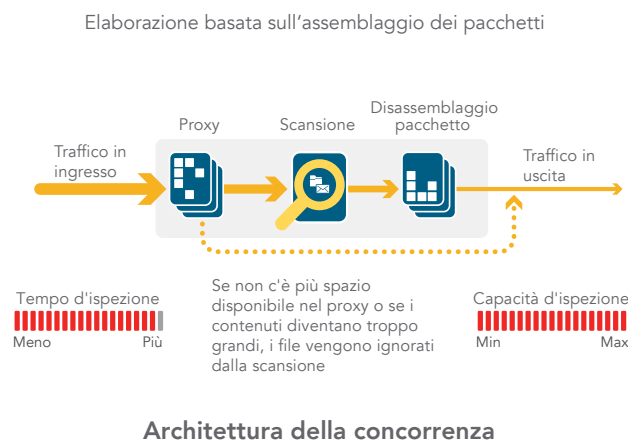 Elaborazione basata sull'assemblaggio dei pacchetti
Proxy
Scansione
Disassemblaggio
pacchetto
Traffico in
ingresso
Traffico in
uscita
Se non c'è più spazio
disponibile nel proxy o se i
contenuti diventano troppo
grandi, i file vengono ignorati
dalla scansione
Tempo d'ispezione
Meno
Più
Capacità d'ispezione
Min
Max
Architettura della concorrenza